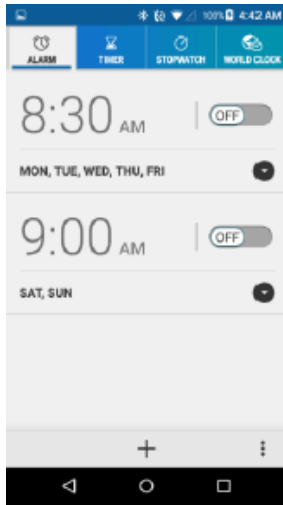 100% 4:42 AM
ALARM TIMER STOPWATCH WORLD CLOCK
8:30 AM OFF
MON, TUE, WED, THU, FRI
9:00 AM OFF
SAT, SUN